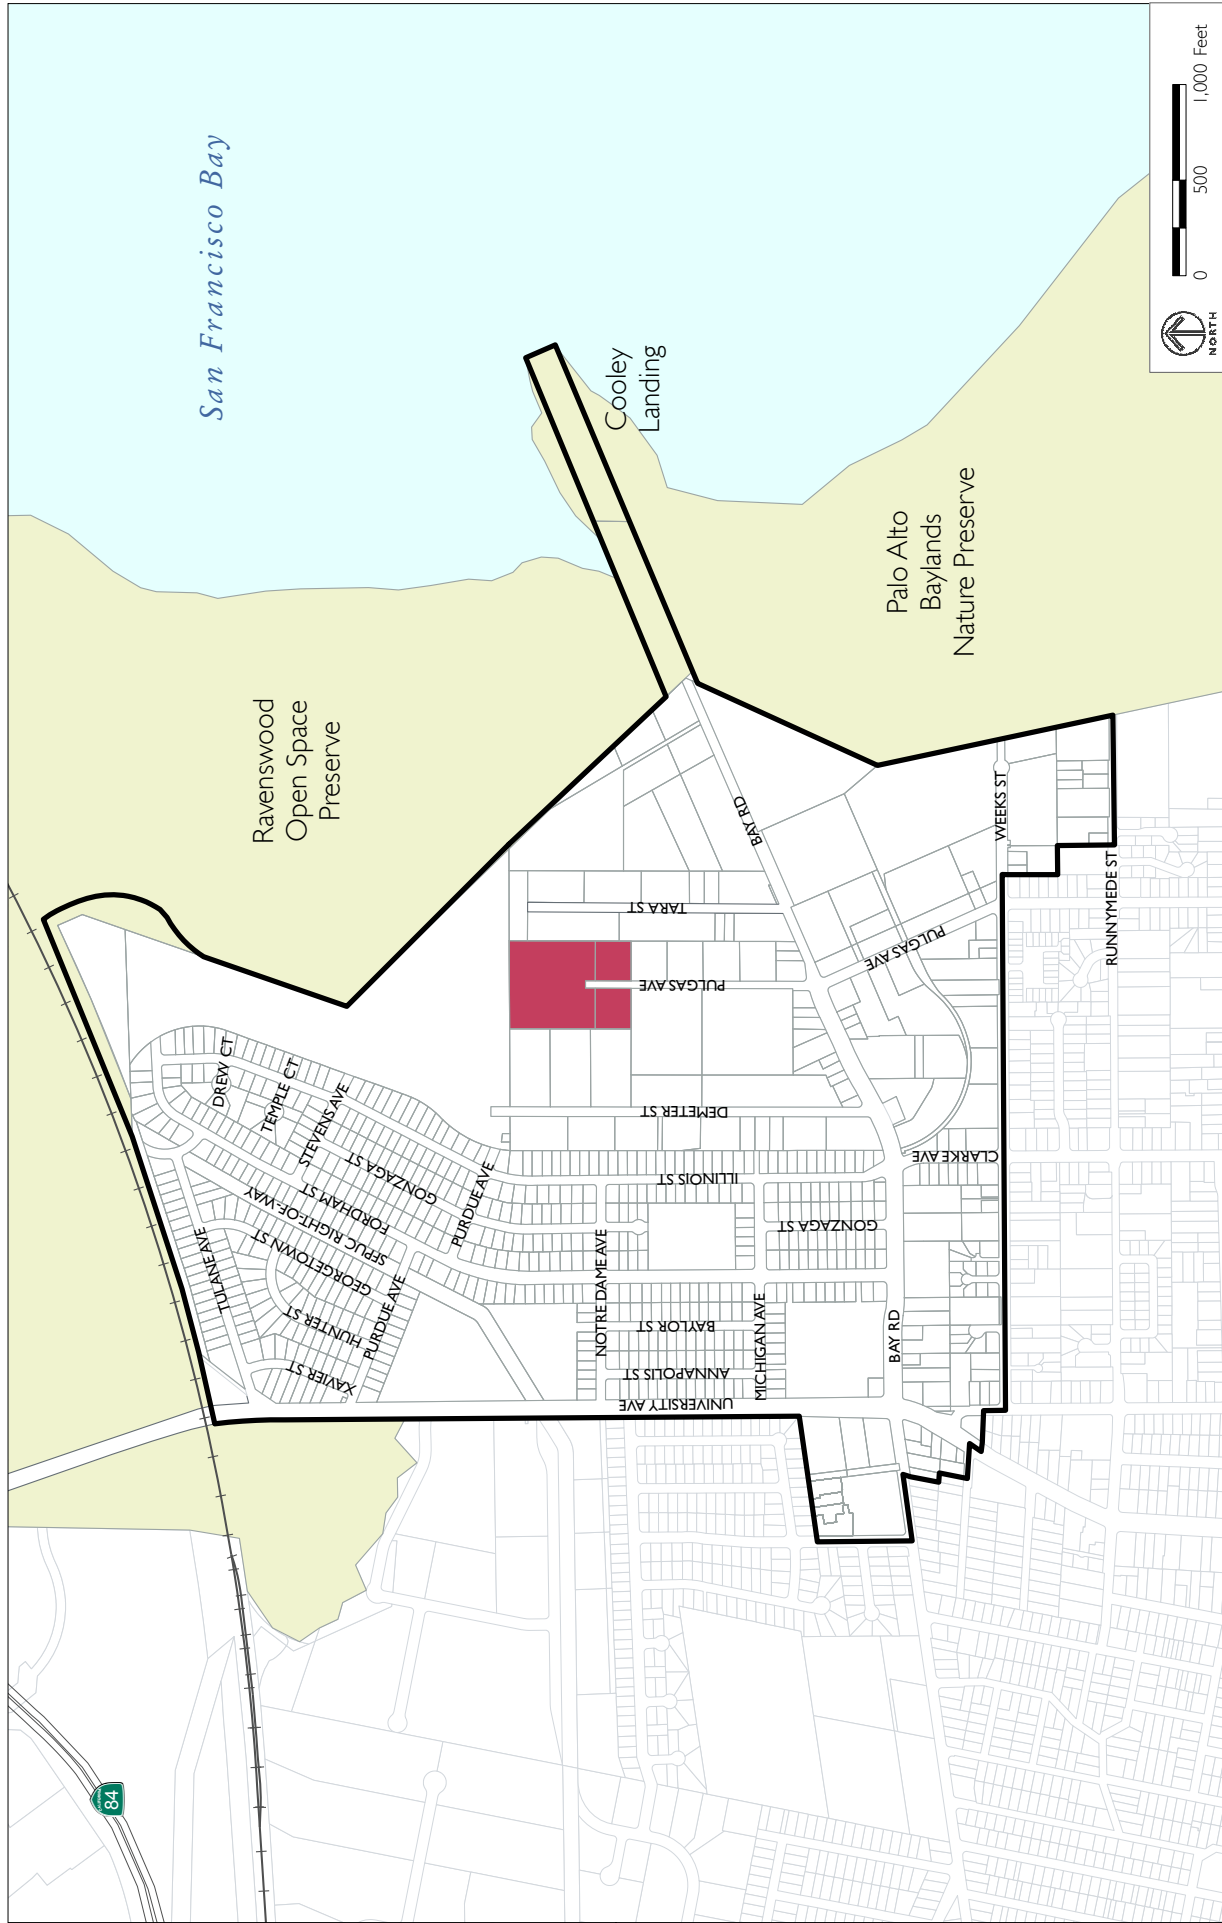 San Francisco Bay
Ravenswood
Open Space
Preserve
Cooley
Landing
Palo Alto
Baylands
Nature Preserve
CALIFORNIA
84
DREW CT
TEMPLE CT
STEVENS AVE
GONZAGA ST
FORDHAM ST
SFPUC RIGHT-OF-WAY
GEORGETOWN ST
TULANE AVE
HUNTER ST
XAVIER ST
PURDUE AVE
PURDUE AVE
NOTRE DAME AVE
ILLINOIS ST
GONZAGA ST
BAYLOR ST
ANNAPOLIS ST
UNIVERSITY AVE
MICHIGAN AVE
DEMETER ST
PULGAS AVE
TARA ST
BAY RD
BAY RD
PULGAS AVE
CLARKE AVE
WEEKS ST
RUNNYMEDE ST
NORTH
0 500 1,000 Feet